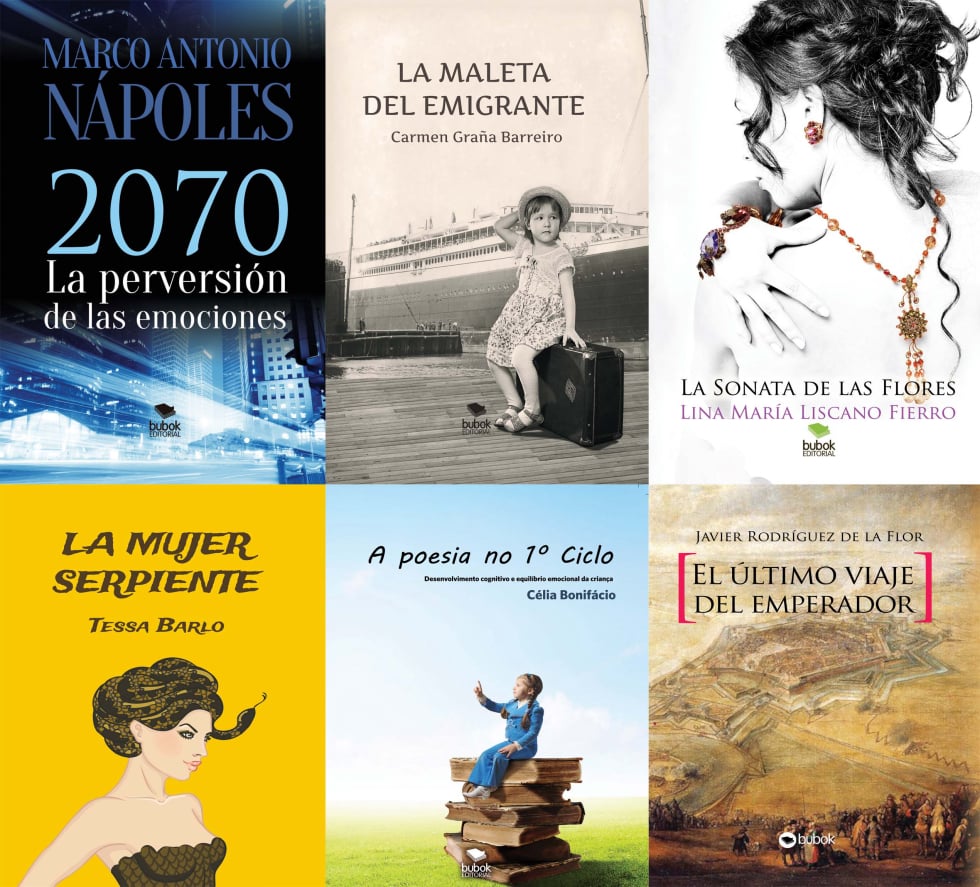 MARCO ANTONIO
NÁPOLES
2070
La perversión
de las emociones
bubok
EDITORIAL
LA MALETA
DEL EMIGRANTE
Carmen Graña Barreiro
bubok
EDITORIAL
LA SONATA DE LAS FLORES
LINA MARÍA LISCANO FIERRO
bubok
EDITORIAL
LA MUJER
SERPIENTE
TESSA BARLO
A poesia no 1º Ciclo
Desenvolvimento cognitivo e equilíbrio emocional da criança
Célia Bonifácio
bubok
EDITORIAL
JAVIER RODRÍGUEZ DE LA FLOR
[EL ÚLTIMO VIAJE
DEL EMPERADOR]
bubok